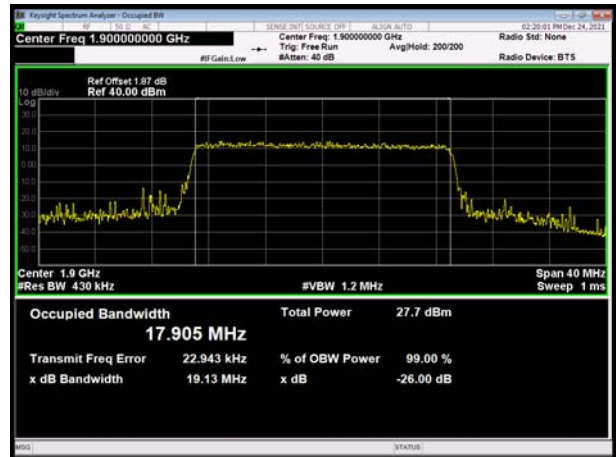 Keysight Spectrum Analyzer - Occupied BW
RF 50 Ω AC SENSE:INT SOURCE OFF ALIGN AUTO 02:20:01 PM Dec 24, 2021
Center Freq 1.900000000 GHz Center Freq: 1.900000000 GHz Radio Std: None
Trig: Free Run Avg|Hold: 200/200
#IFGain:Low #Atten: 40 dB Radio Device: BTS
Ref Offset 1.87 dB
10 dB/div Ref 40.00 dBm
Log
30.0
20.0
10.0
0.00
-10.0
-20.0
-30.0
-40.0
-50.0
Center 1.9 GHz Span 40 MHz
#Res BW 430 kHz #VBW 1.2 MHz Sweep 1 ms
Occupied Bandwidth Total Power 27.7 dBm
17.905 MHz
Transmit Freq Error 22.943 kHz % of OBW Power 99.00 %
x dB Bandwidth 19.13 MHz x dB -26.00 dB
MSG STATUS